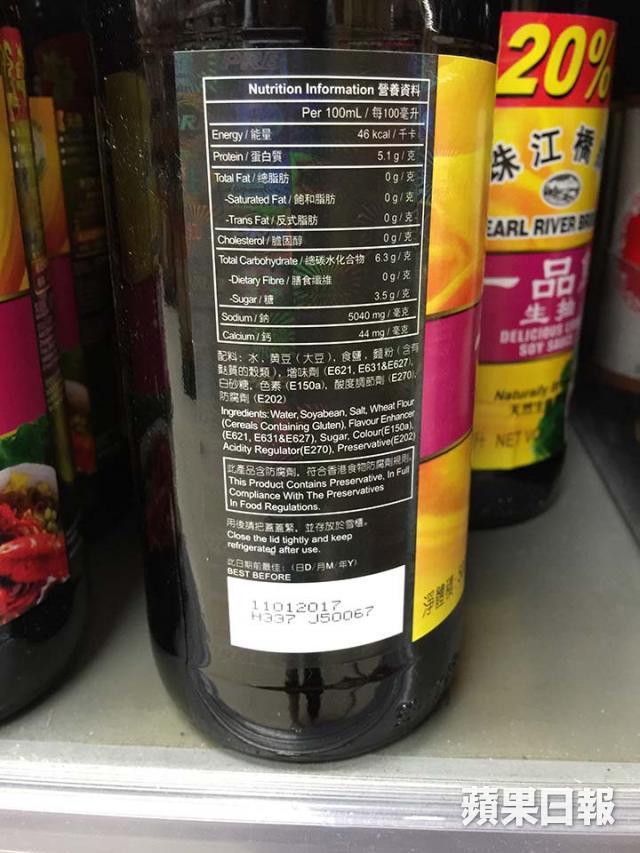 PRB
Nutrition Information 營養資料
Per 100mL / 每100毫升
Energy / 能量 46 kcal / 千卡
Protein / 蛋白質 5.1 g / 克
Total Fat / 總脂肪 0 g / 克
-Saturated Fat / 飽和脂肪 0 g / 克
-Trans Fat / 反式脂肪 0 g / 克
Cholesterol / 膽固醇 0 g / 克
Total Carbohydrate / 總碳水化合物 6.3 g / 克
-Dietary Fibre / 膳食纖維 0 g / 克
-Sugar / 糖 3.5 g / 克
Sodium / 鈉 5040 mg / 毫克
Calcium / 鈣 44 mg / 毫克
配料：水, 黄豆（大豆）, 食鹽, 麵粉（含有
麩質的穀類）, 增味劑（E621, E631&E627),
白砂糖, 色素 (E150a), 酸度調節劑 (E270),
防腐劑 (E202)
Ingredients: Water, Soyabean, Salt, Wheat Flour
(Cereals Containing Gluten), Flavour Enhancer
(E621, E631&E627), Sugar, Colour(E150a),
Acidity Regulator(E270), Preservative(E202)
此產品含防腐劑，符合香港食物防腐劑規則。
This Product Contains Preservative, In Full
Compliance With The Preservatives
In Food Regulations.
用後請把蓋蓋緊，並存放於雪櫃。
Close the lid tightly and keep
refrigerated after use.
此日期前最佳：（日D/月M/年Y）
BEST BEFORE
11012017
H337 J50067
淨
20%
珠江橋
EARL RIVER BR
一品
生抽
DELICIOUS
SOY SAUCE
Naturally
天然生
升 NET
蘋果日報